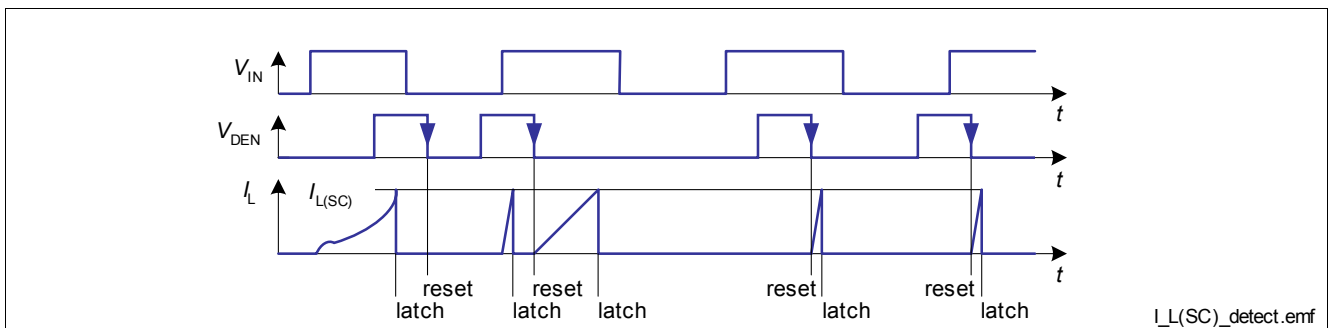 V_IN
t
V_DEN
t
I_L I_L(SC)
t
reset reset reset reset
latch latch latch latch latch
I_L(SC)_detect.emf